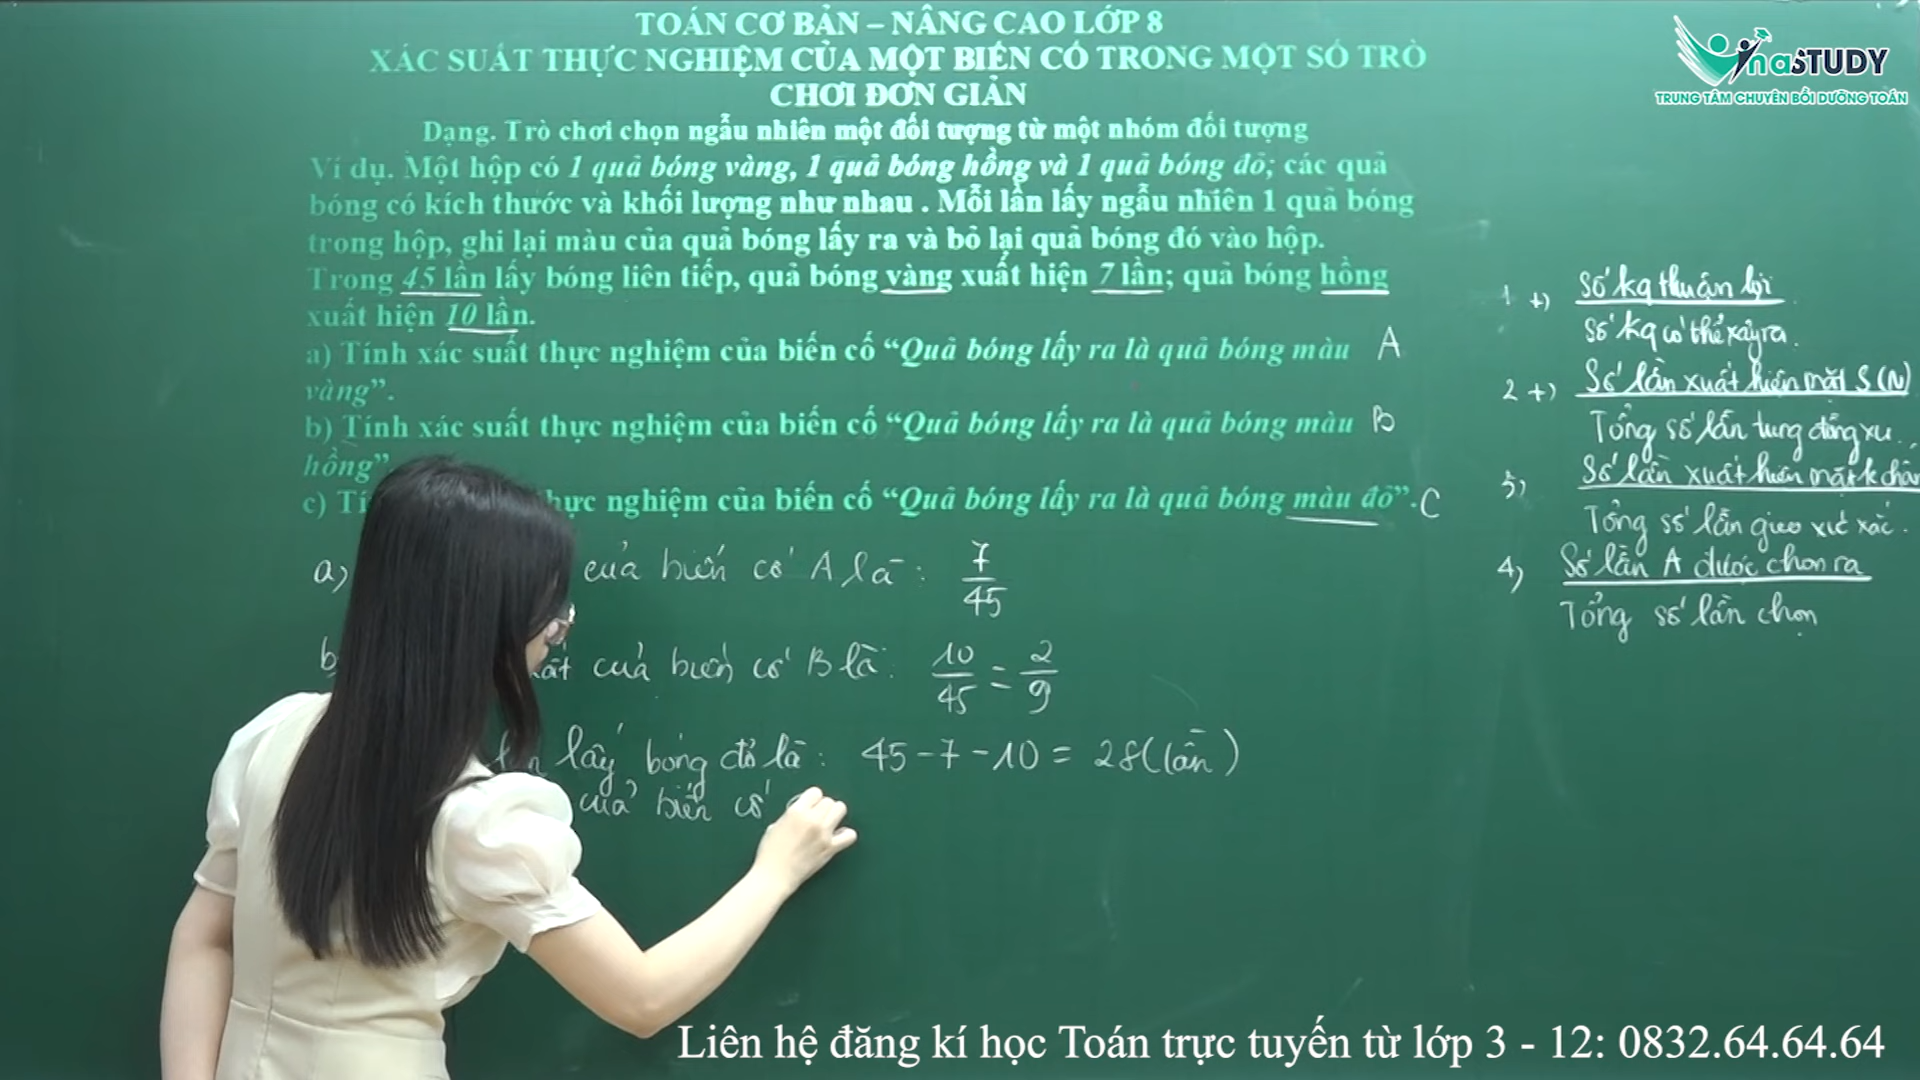 TOÁN CƠ BẢN – NÂNG CAO LỚP 8
XÁC SUẤT THỰC NGHIỆM CỦA MỘT BIẾN CỐ TRONG MỘT SỐ TRÒ
CHƠI ĐƠN GIẢN
Dạng. Trò chơi chọn ngẫu nhiên một đối tượng từ một nhóm đối tượng
Ví dụ. Một hộp có 1 quả bóng vàng, 1 quả bóng hồng và 1 quả bóng đỏ; các quả
bóng có kích thước và khối lượng như nhau . Mỗi lần lấy ngẫu nhiên 1 quả bóng
trong hộp, ghi lại màu của quả bóng lấy ra và bỏ lại quả bóng đó vào hộp.
Trong 45 lần lấy bóng liên tiếp, quả bóng vàng xuất hiện 7 lần; quả bóng hồng
xuất hiện 10 lần.
a) Tính xác suất thực nghiệm của biến cố “Quả bóng lấy ra là quả bóng màu A
vàng”.
b) Tính xác suất thực nghiệm của biến cố “Quả bóng lấy ra là quả bóng màu B
hồng”
c) Tí hực nghiệm của biến cố “Quả bóng lấy ra là quả bóng màu đỏ”. C
a) của biến cố A là: 7/45
b của biến cố B là: 10/45 = 2/9
lấy bóng đỏ là: 45 - 7 - 10 = 28 (lần)
của biến cố
1 +) Số kq thuận lợi
Số kq có thể xảy ra.
2 +) Số lần xuất hiện mặt S (N)
Tổng số lần tung đồng xu.
3) Số lần xuất hiện mặt k chấm
Tổng số lần gieo xúc xắc.
4) Số lần A được chọn ra
Tổng số lần chọn
VinaSTUDY
TRUNG TÂM CHUYÊN BỒI DƯỠNG TOÁN
Liên hệ đăng kí học Toán trực tuyến từ lớp 3 - 12: 0832.64.64.64